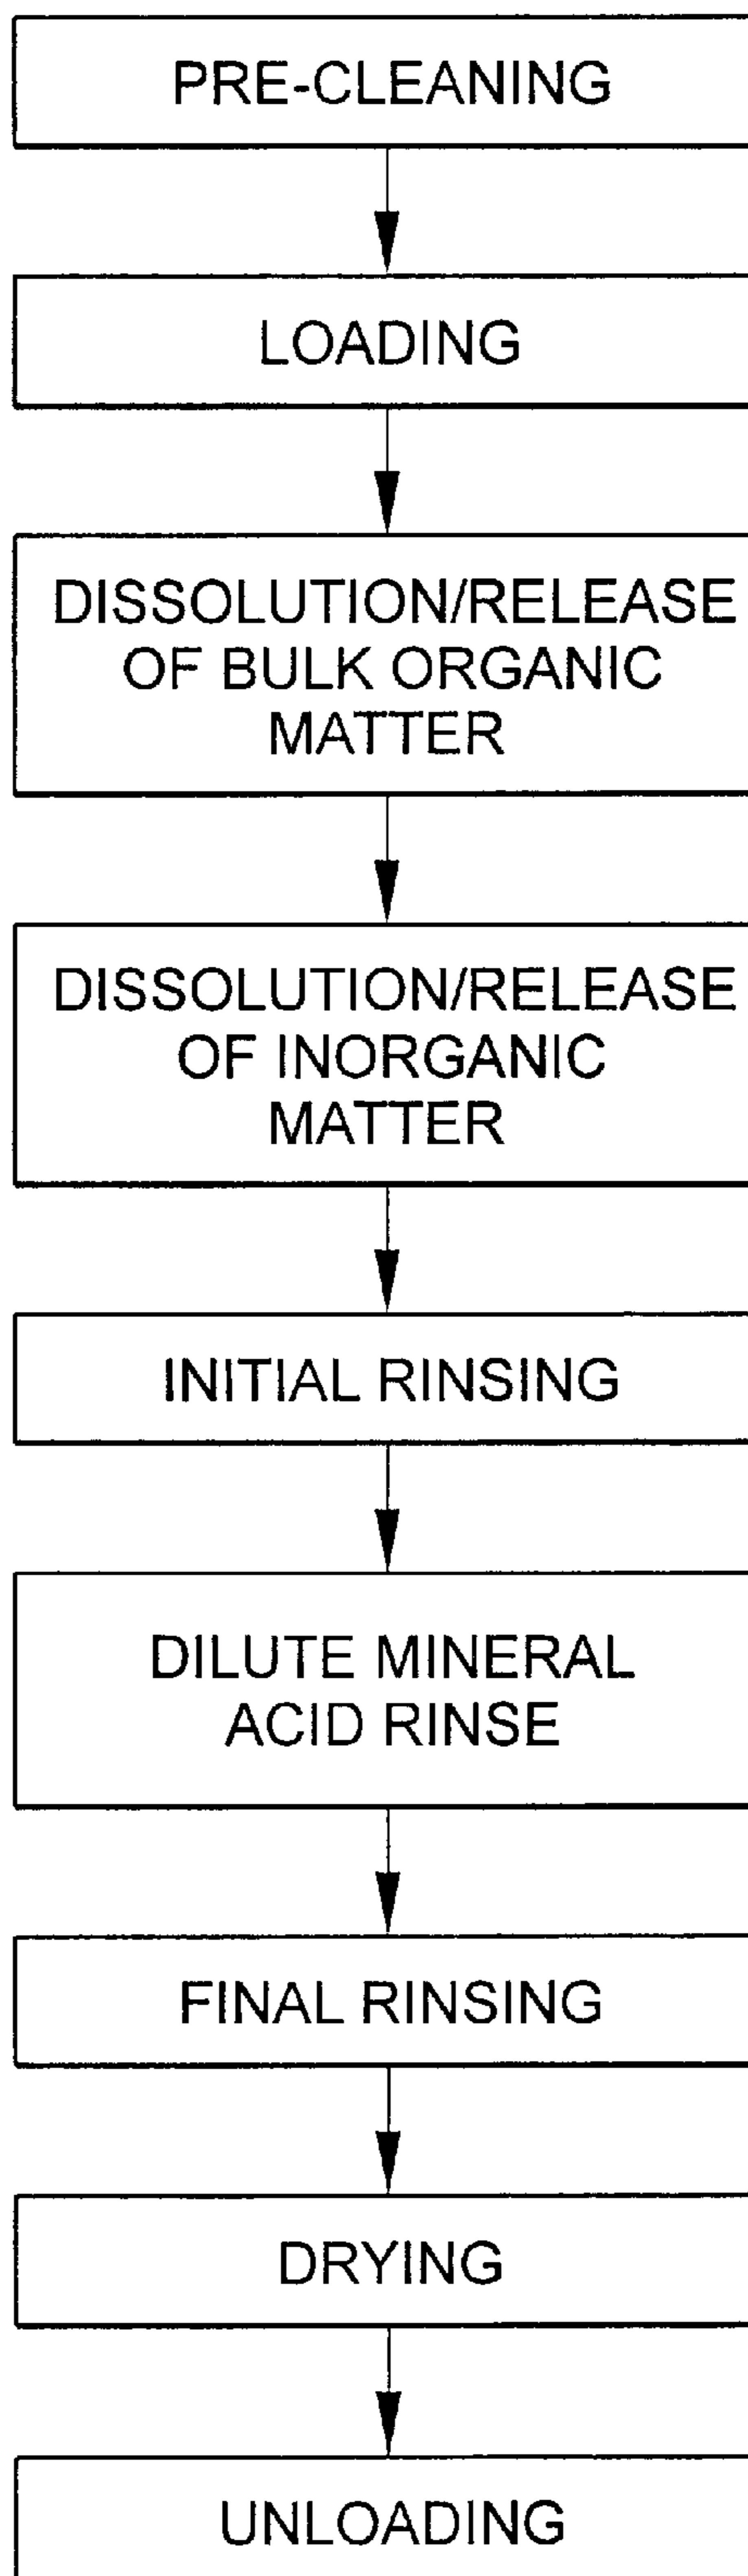 PRE-CLEANING
LOADING
DISSOLUTION/RELEASE
OF BULK ORGANIC
MATTER
DISSOLUTION/RELEASE
OF INORGANIC
MATTER
INITIAL RINSING
DILUTE MINERAL
ACID RINSE
FINAL RINSING
DRYING
UNLOADING